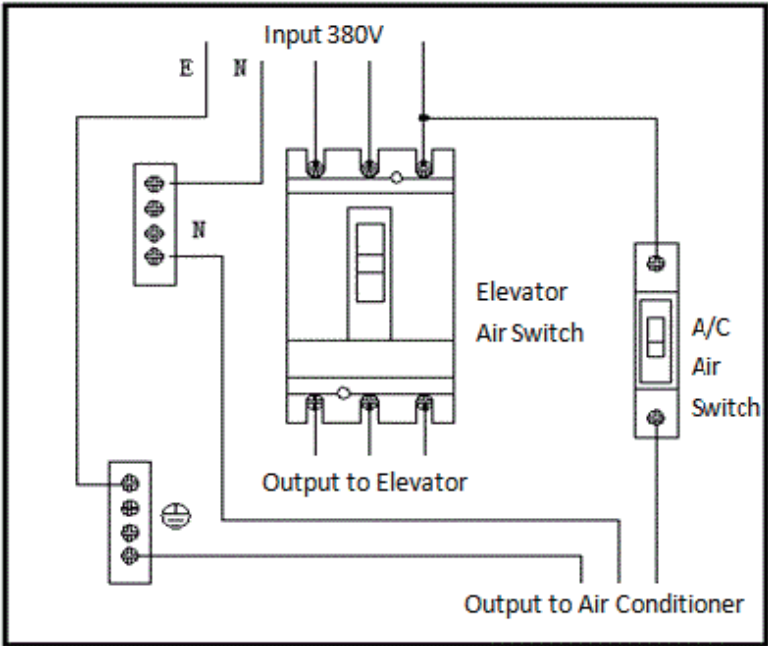 Input 380V
E N
N
Elevator
Air Switch
A/C
Air
Switch
Output to Elevator
Output to Air Conditioner